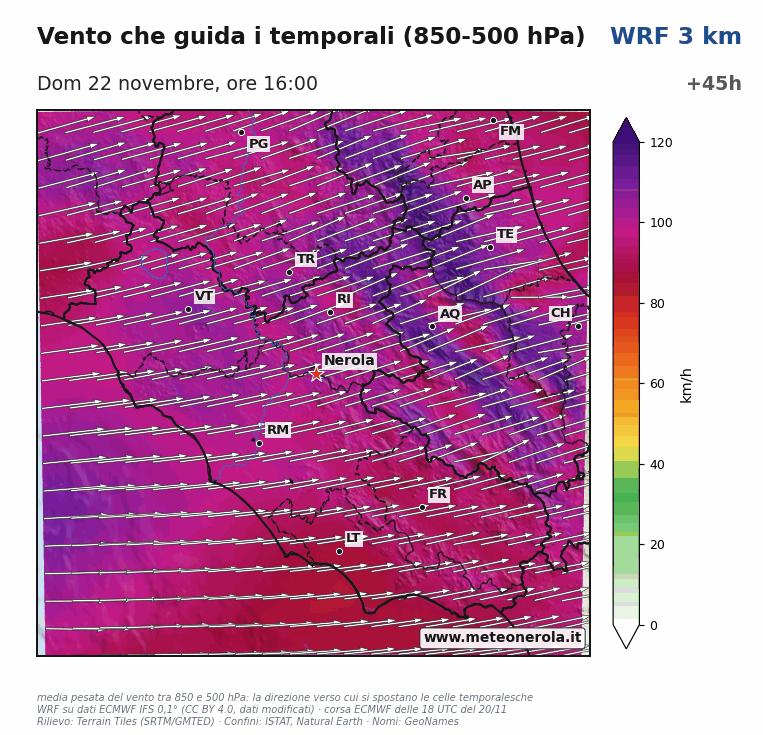 Vento che guida i temporali (850-500 hPa) WRF 3 km
Dom 22 novembre, ore 16:00 +45h
PG
FM
AP
TE
TR
VT
RI
AQ
CH
Nerola
RM
FR
LT
www.meteonerola.it
120
100
80
60
40
20
0
km/h
media pesata del vento tra 850 e 500 hPa: la direzione verso cui si spostano le celle temporalesche
WRF su dati ECMWF IFS 0,1° (CC BY 4.0, dati modificati) · corsa ECMWF delle 18 UTC del 20/11
Rilievo: Terrain Tiles (SRTM/GMTED) · Confini: ISTAT, Natural Earth · Nomi: GeoNames